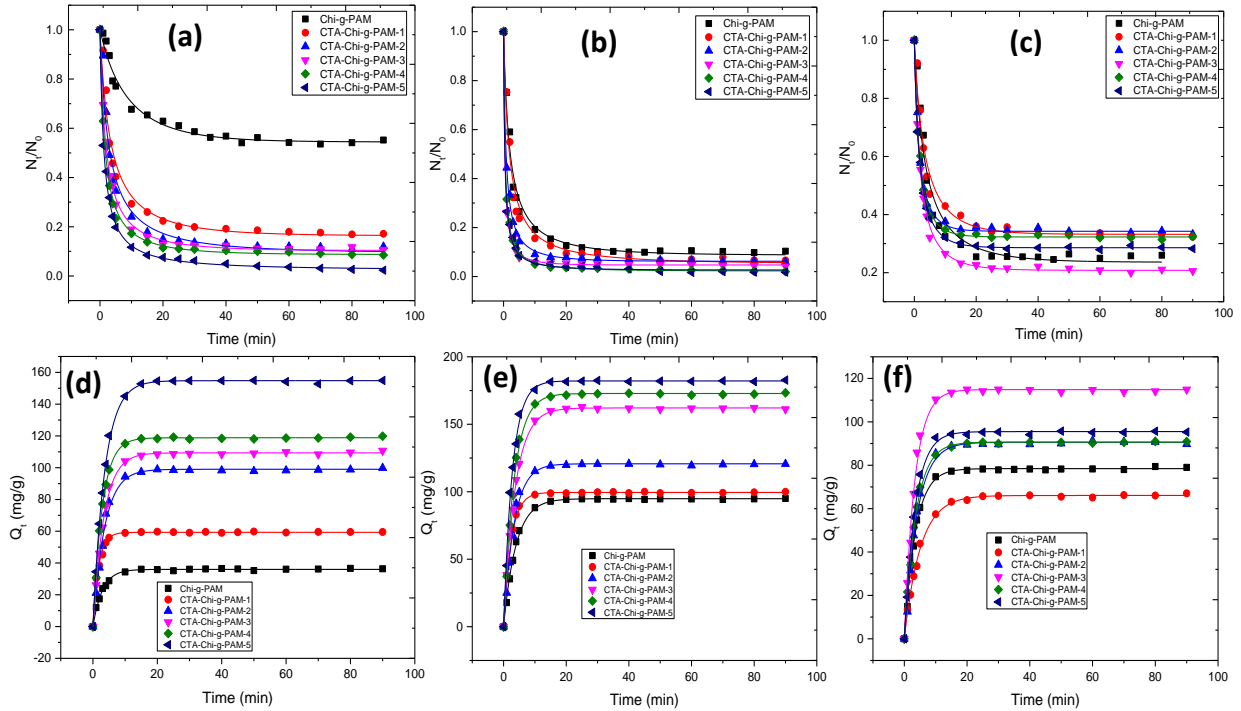 (a)
Chi-g-PAM
CTA-Chi-g-PAM-1
CTA-Chi-g-PAM-2
CTA-Chi-g-PAM-3
CTA-Chi-g-PAM-4
CTA-Chi-g-PAM-5
1.0
0.8
0.6
0.4
0.2
0.0
Nt/N0
0 20 40 60 80 100
Time (min)
(b)
Chi-g-PAM
CTA-Chi-g-PAM-1
CTA-Chi-g-PAM-2
CTA-Chi-g-PAM-3
CTA-Chi-g-PAM-4
CTA-Chi-g-PAM-5
1.0
0.8
0.6
0.4
0.2
0.0
Nt/N0
0 20 40 60 80 100
Time (min)
(c)
Chi-g-PAM
CTA-Chi-g-PAM-1
CTA-Chi-g-PAM-2
CTA-Chi-g-PAM-3
CTA-Chi-g-PAM-4
CTA-Chi-g-PAM-5
1.0
0.8
0.6
0.4
0.2
Nt/N0
0 20 40 60 80 100
Time (min)
(d)
160
140
120
100
80
60
40
20
0
-20
Qt (mg/g)
Chi-g-PAM
CTA-Chi-g-PAM-1
CTA-Chi-g-PAM-2
CTA-Chi-g-PAM-3
CTA-Chi-g-PAM-4
CTA-Chi-g-PAM-5
0 20 40 60 80 100
Time (min)
(e)
200
150
100
50
0
Qt (mg/g)
Chi-g-PAM
CTA-Chi-g-PAM-1
CTA-Chi-g-PAM-2
CTA-Chi-g-PAM-3
CTA-Chi-g-PAM-4
CTA-Chi-g-PAM-5
0 20 40 60 80 100
Time (min)
(f)
120
100
80
60
40
20
0
Qt (mg/g)
Chi-g-PAM
CTA-Chi-g-PAM-1
CTA-Chi-g-PAM-2
CTA-Chi-g-PAM-3
CTA-Chi-g-PAM-4
CTA-Chi-g-PAM-5
0 20 40 60 80 100
Time (min)